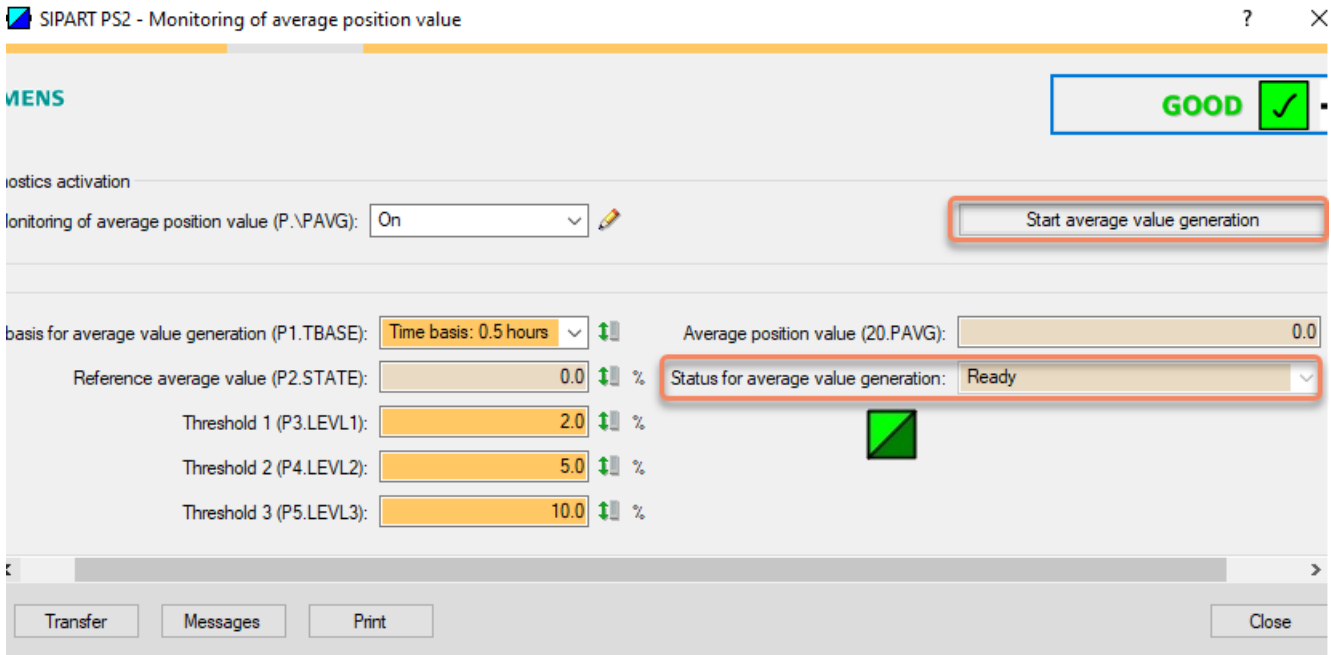 SIPART PS2 - Monitoring of average position value ?
MENS
GOOD
nostics activation
onitoring of average position value (P.\PAVG): On Start average value generation
basis for average value generation (P1.TBASE): Time basis: 0.5 hours Average position value (20.PAVG): 0.0
Reference average value (P2.STATE): 0.0 % Status for average value generation: Ready
Threshold 1 (P3.LEVL1): 2.0 %
Threshold 2 (P4.LEVL2): 5.0 %
Threshold 3 (P5.LEVL3): 10.0 %
Transfer Messages Print Close